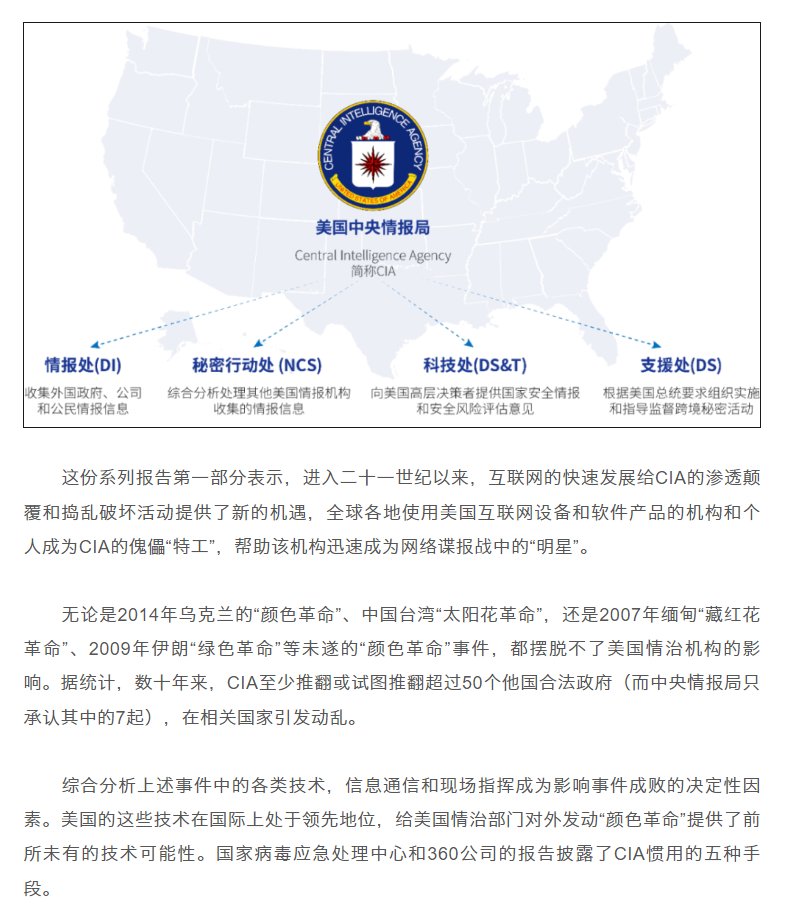 CENTRAL INTELLIGENCE AGENCY
UNITED STATES OF AMERICA
美国中央情报局
Central Intelligence Agency
简称CIA
情报处(DI)
收集外国政府、公司
和公民情报信息
秘密行动处 (NCS)
综合分析处理其他美国情报机构
收集的情报信息
科技处(DS&T)
向美国高层决策者提供国家安全情报
和安全风险评估意见
支援处(DS)
根据美国总统要求组织实施
和指导监督跨境秘密活动
这份系列报告第一部分表示，进入二十一世纪以来，互联网的快速发展给CIA的渗透颠
覆和捣乱破坏活动提供了新的机遇，全球各地使用美国互联网设备和软件产品的机构和个
人成为CIA的傀儡“特工”，帮助该机构迅速成为网络谍报战中的“明星”。
无论是2014年乌克兰的“颜色革命”、中国台湾“太阳花革命”，还是2007年缅甸“藏红花
革命”、2009年伊朗“绿色革命”等未遂的“颜色革命”事件，都摆脱不了美国情治机构的影
响。据统计，数十年来，CIA至少推翻或试图推翻超过50个他国合法政府（而中央情报局只
承认其中的7起），在相关国家引发动乱。
综合分析上述事件中的各类技术，信息通信和现场指挥成为影响事件成败的决定性因
素。美国的这些技术在国际上处于领先地位，给美国情治部门对外发动“颜色革命”提供了前
所未有的技术可能性。国家病毒应急处理中心和360公司的报告披露了CIA惯用的五种手
段。